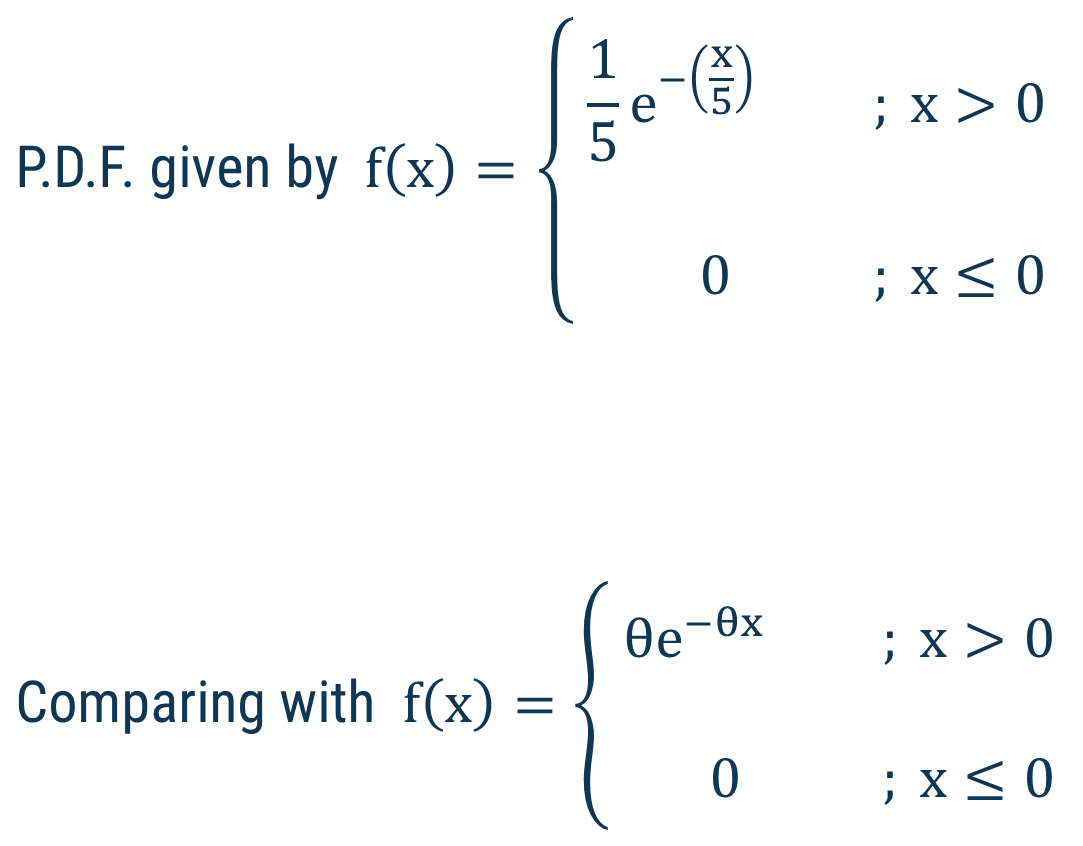 P.D.F. given by f(x) = { 1/5 e^−(x/5) ; x > 0
0 ; x ≤ 0
Comparing with f(x) = { θe^−θx ; x > 0
0 ; x ≤ 0